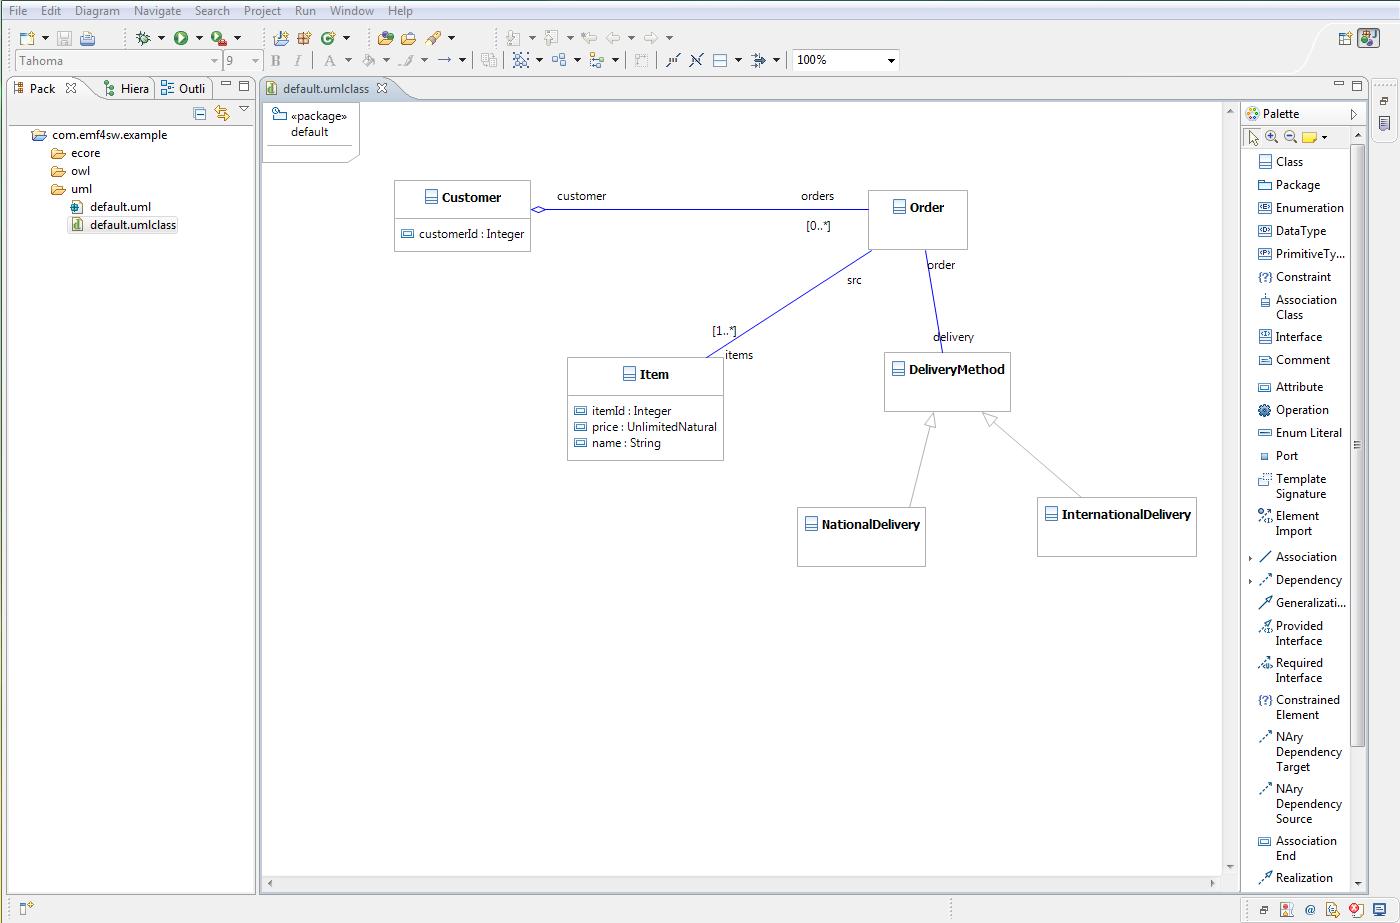 File Edit Diagram Navigate Search Project Run Window Help
Tahoma 9 B I A 100%
Pack Hiera Outli
default.umlclass
com.emf4sw.example
ecore
owl
uml
default.uml
default.umlclass
«package»
default
Customer
customerId : Integer
customer
orders
[0..*]
Order
src
order
[1..*]
items
delivery
Item
itemId : Integer
price : UnlimitedNatural
name : String
DeliveryMethod
NationalDelivery
InternationalDelivery
Palette
Class
Package
Enumeration
DataType
PrimitiveTy...
Constraint
Association
Class
Interface
Comment
Attribute
Operation
Enum Literal
Port
Template
Signature
Element
Import
Association
Dependency
Generalizati...
Provided
Interface
Required
Interface
Constrained
Element
NAry
Dependency
Target
NAry
Dependency
Source
Association
End
Realization